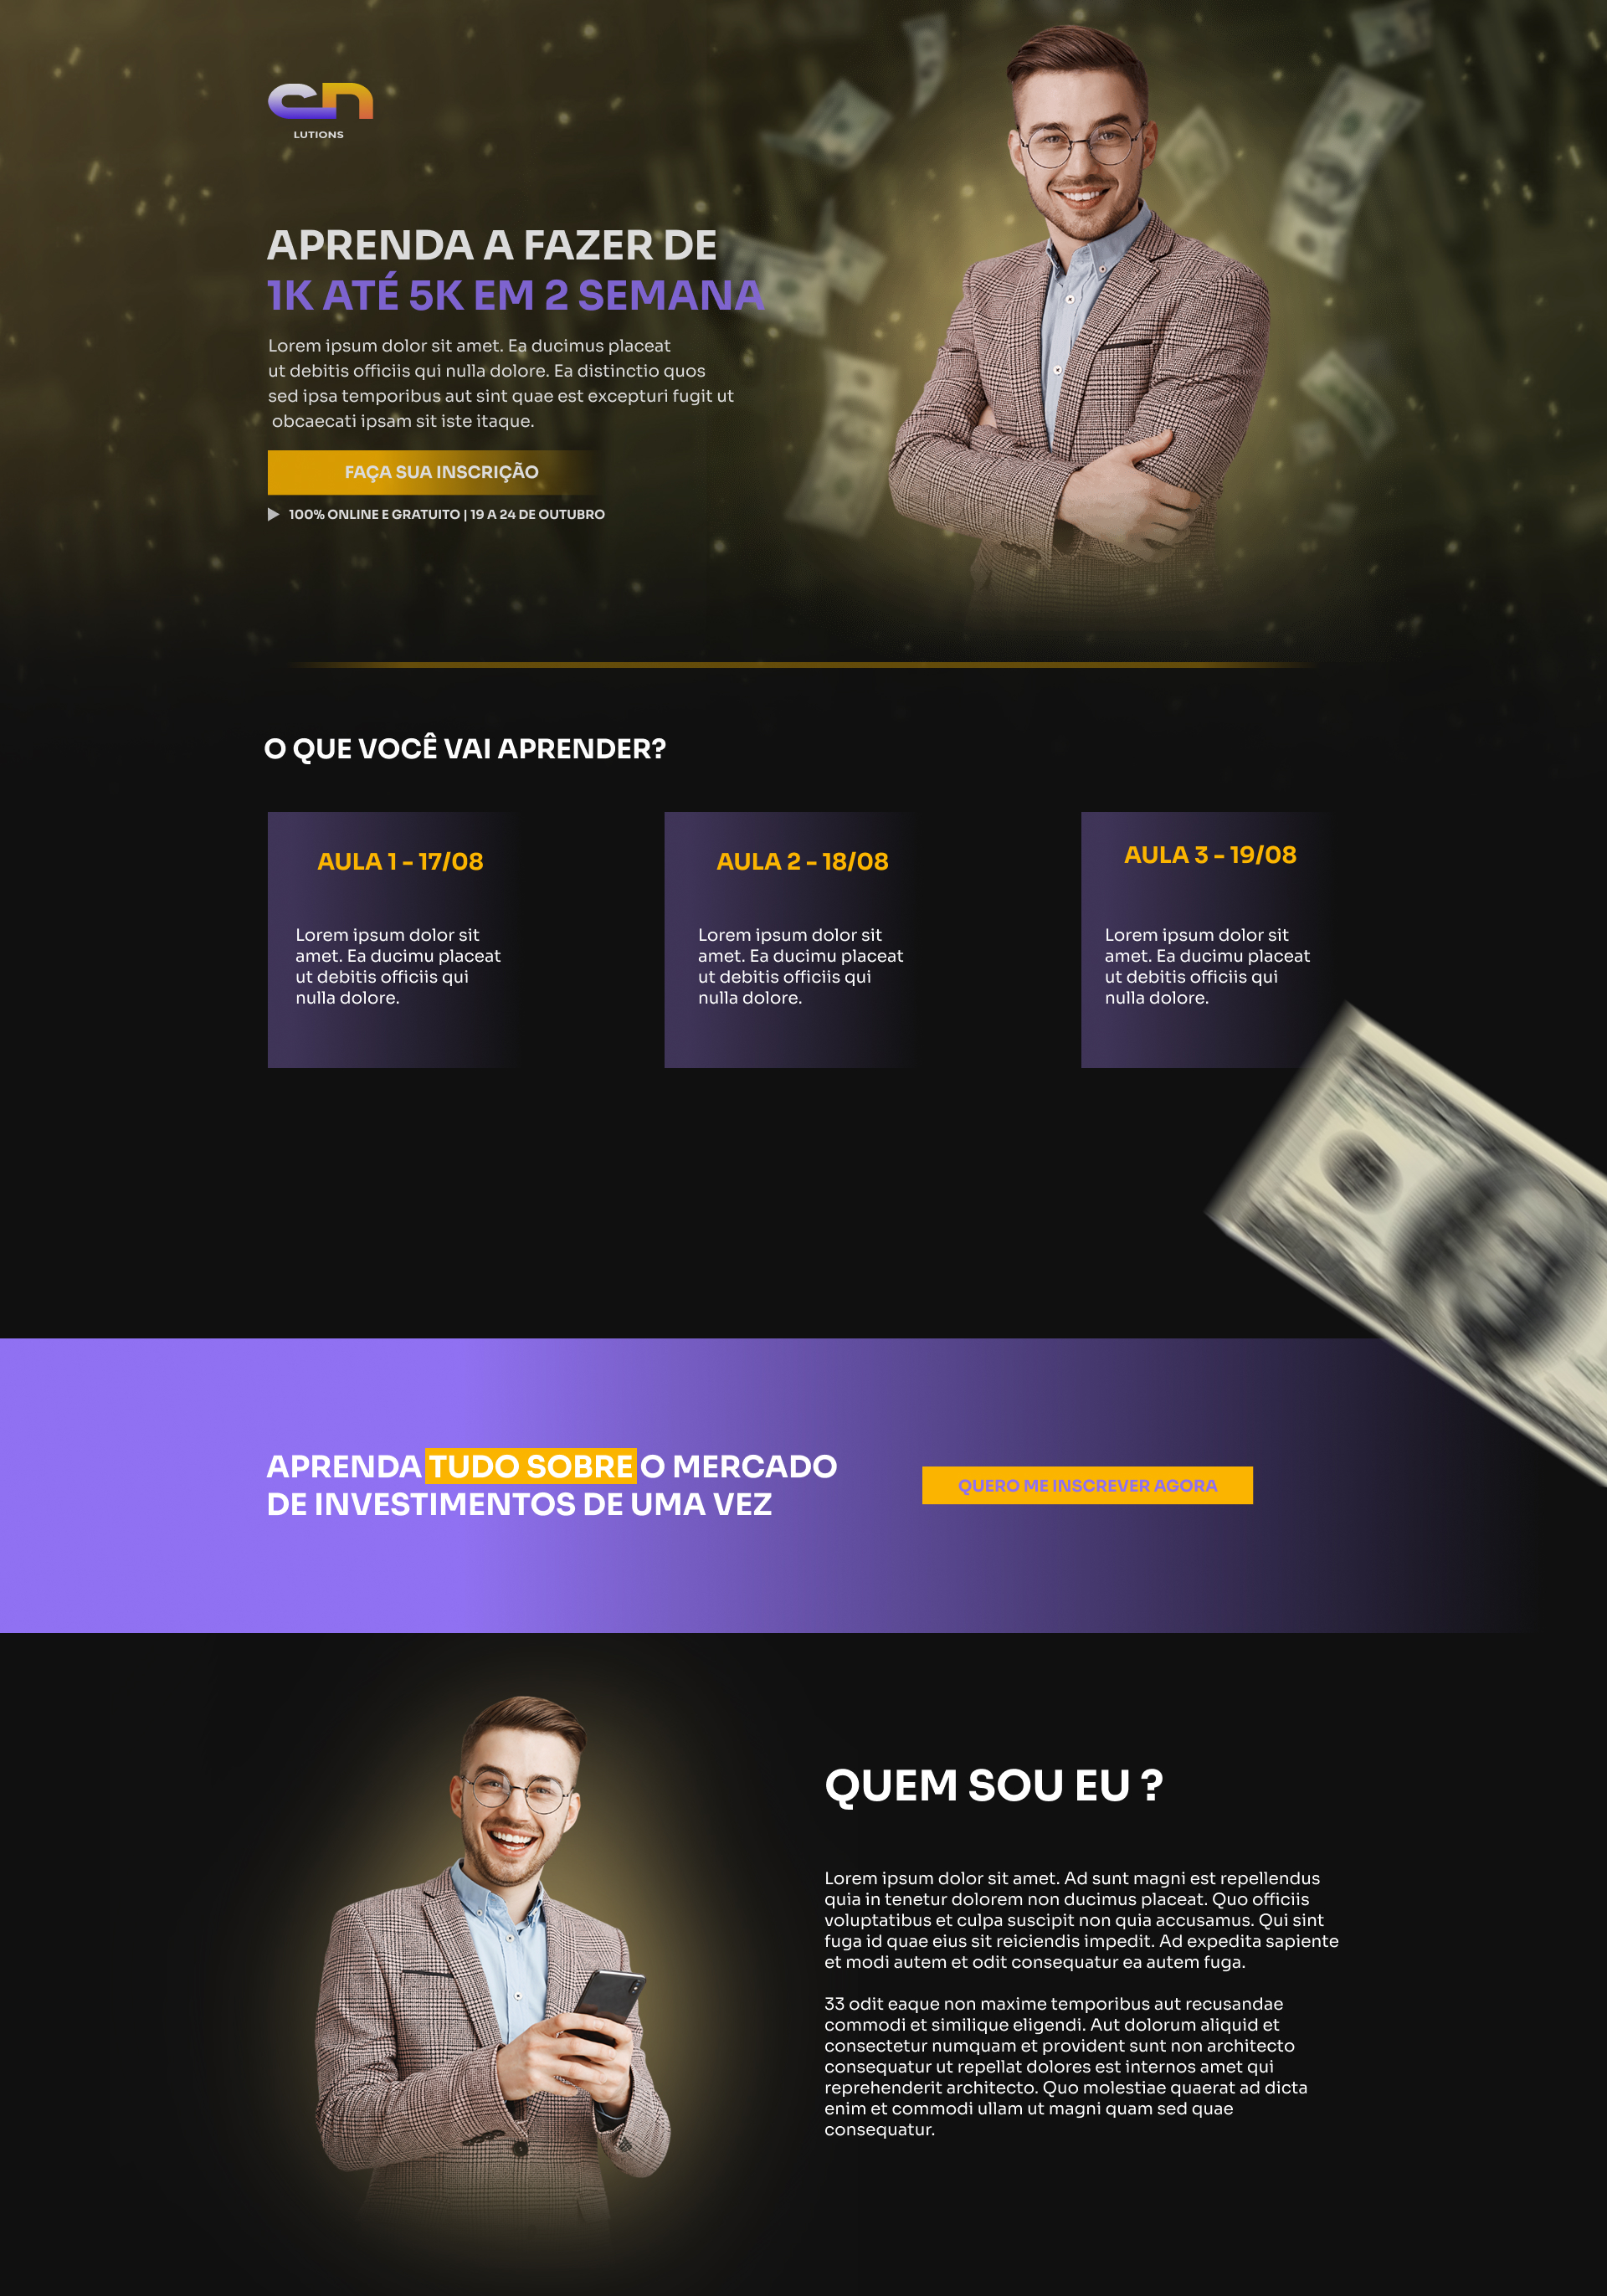 cn
LUTIONS
APRENDA A FAZER DE
1K ATÉ 5K EM 2 SEMANA
Lorem ipsum dolor sit amet. Ea ducimus placeat
ut debitis officiis qui nulla dolore. Ea distinctio quos
sed ipsa temporibus aut sint quae est excepturi fugit ut
obcaecati ipsam sit iste itaque.
FAÇA SUA INSCRIÇÃO
100% ONLINE E GRATUITO | 19 A 24 DE OUTUBRO
O QUE VOCÊ VAI APRENDER?
AULA 1 - 17/08
Lorem ipsum dolor sit
amet. Ea ducimu placeat
ut debitis officiis qui
nulla dolore.
AULA 2 - 18/08
Lorem ipsum dolor sit
amet. Ea ducimu placeat
ut debitis officiis qui
nulla dolore.
AULA 3 - 19/08
Lorem ipsum dolor sit
amet. Ea ducimu placeat
ut debitis officiis qui
nulla dolore.
APRENDA TUDO SOBRE O MERCADO
DE INVESTIMENTOS DE UMA VEZ
QUERO ME INSCREVER AGORA
QUEM SOU EU ?
Lorem ipsum dolor sit amet. Ad sunt magni est repellendus
quia in tenetur dolorem non ducimus placeat. Quo officiis
voluptatibus et culpa suscipit non quia accusamus. Qui sint
fuga id quae eius sit reiciendis impedit. Ad expedita sapiente
et modi autem et odit consequatur ea autem fuga.
33 odit eaque non maxime temporibus aut recusandae
commodi et similique eligendi. Aut dolorum aliquid et
consectetur numquam et provident sunt non architecto
consequatur ut repellat dolores est internos amet qui
reprehenderit architecto. Quo molestiae quaerat ad dicta
enim et commodi ullam ut magni quam sed quae
consequatur.